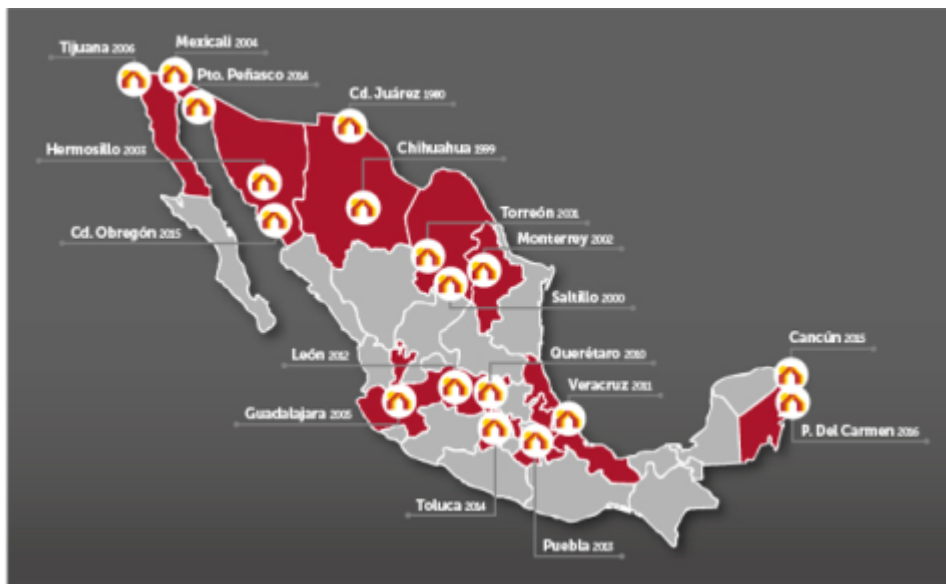 Mexicali 2004
Tijuana 2006
Pto. Peñasco 2014
Cd. Juárez 1980
Hermosillo 2003
Chihuahua 1999
Torreón 2001
Cd. Obregón 2015
Monterrey 2002
Saltillo 2000
Cancún 2015
León 2012
Querétaro 2010
Veracruz 2011
Guadalajara 2005
P. Del Carmen 2016
Toluca 2014
Puebla 2013